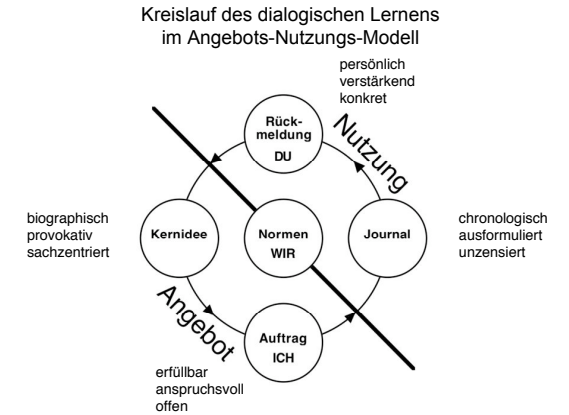 Kreislauf des dialogischen Lernens
im Angebots-Nutzungs-Modell
persönlich
verstärkend
konkret
Rück-
meldung
DU
Nutzung
biographisch
provokativ
sachzentriert
Kernidee
Normen
WIR
Journal
chronologisch
ausformuliert
unzensiert
Angebot
Auftrag
ICH
erfüllbar
anspruchsvoll
offen